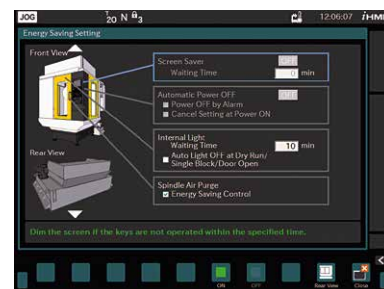 JOG
T 20 N B 3
12:06:07
iHMI
Energy Saving Setting
Front View
Screen Saver
OFF
Waiting Time
0 min
Automatic Power OFF
OFF
Power OFF by Alarm
Cancel Setting at Power ON
Internal Light
Waiting Time
10 min
Auto Light OFF at Dry Run/
Single Block/Door Open
Rear View
Spindle Air Purge
Energy Saving Control
Dim the screen if the keys are not operated within the specified time.
ON
OFF
Rear View
Close